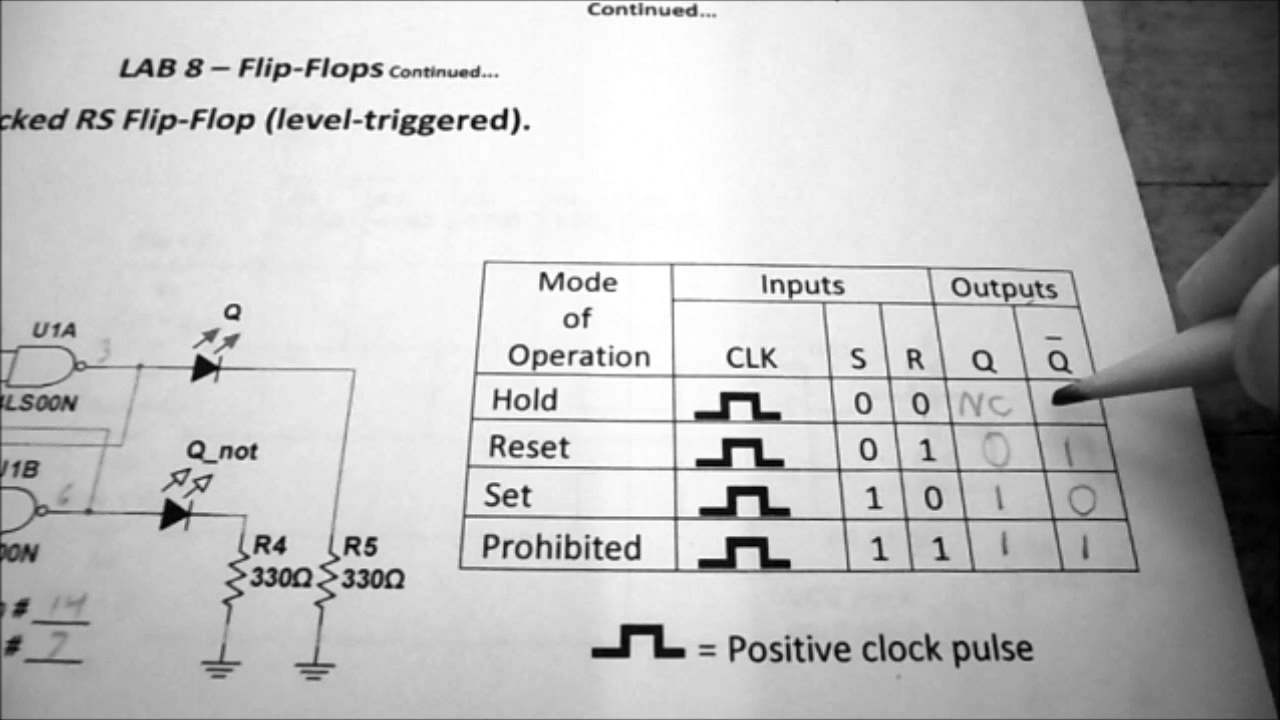 Continued...
LAB 8 – Flip-Flops Continued...
cked RS Flip-Flop (level-triggered).
U1A
3
4LS00N
Q
U1B
6
00N
Q_not
R4
330Ω
R5
330Ω
# 14
# 7
Mode of Operation Inputs Outputs
CLK S R Q Q̅
Hold 0 0 NC
Reset 0 1 0 1
Set 1 0 1 0
Prohibited 1 1 1 1
= Positive clock pulse